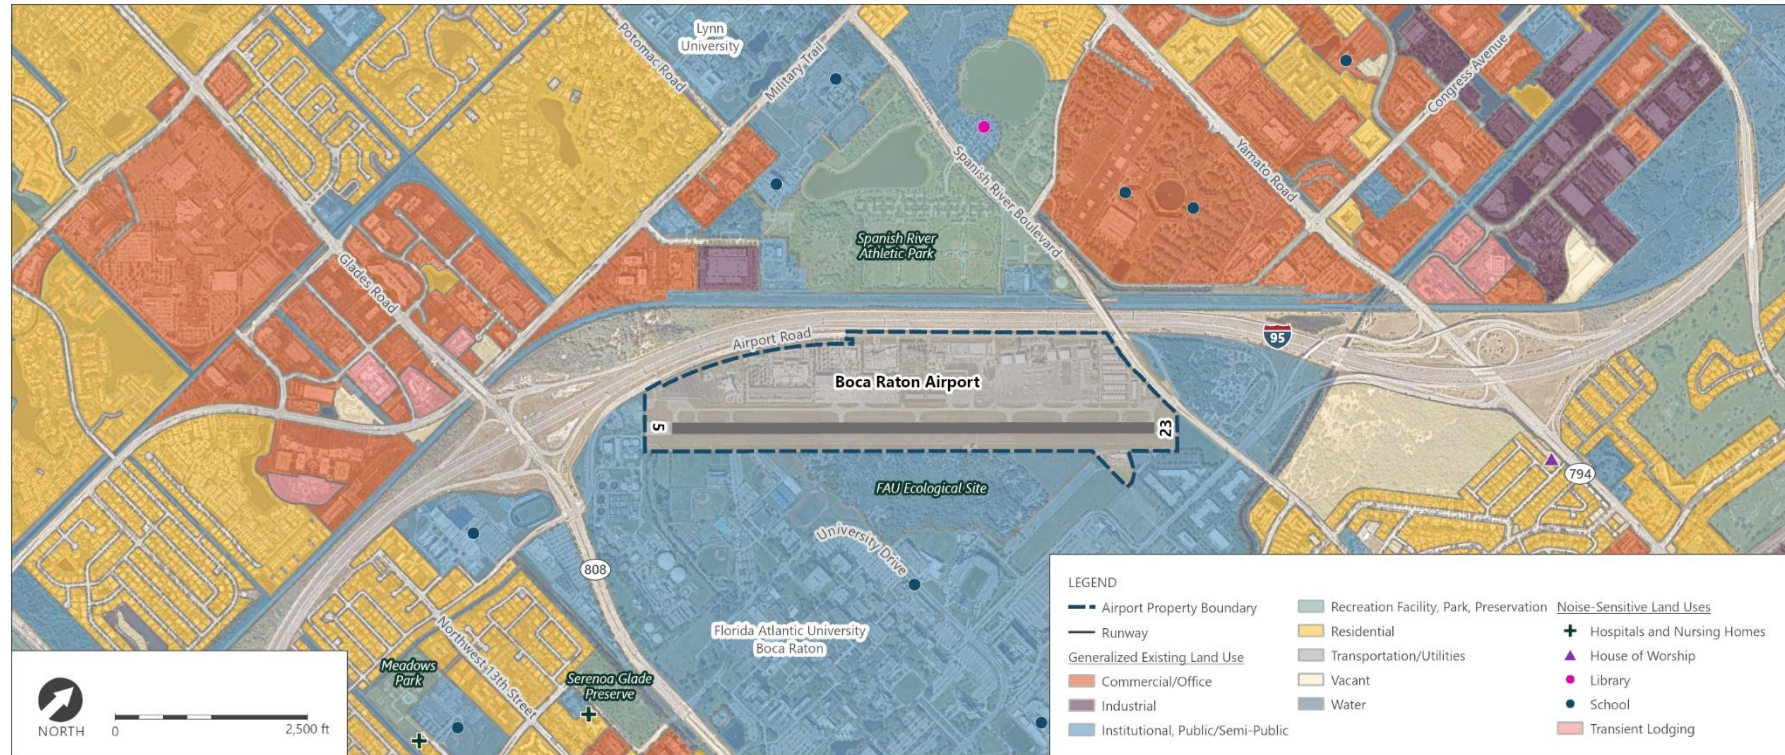 Lynn
University
Potomac Road
Military Trail
Congress Avenue
Spanish River Boulevard
Yamato Road
Spanish River
Athletic Park
Glades Road
Airport Road
95
Boca Raton Airport
5
23
794
FAU Ecological Site
University Drive
808
Florida Atlantic University
Boca Raton
Northwest 13th Street
Meadows
Park
Serenoa Glade
Preserve
NORTH
0
2,500 ft
LEGEND
Airport Property Boundary
Runway
Generalized Existing Land Use
Commercial/Office
Industrial
Institutional, Public/Semi-Public
Recreation Facility, Park, Preservation
Residential
Transportation/Utilities
Vacant
Water
Noise-Sensitive Land Uses
Hospitals and Nursing Homes
House of Worship
Library
School
Transient Lodging